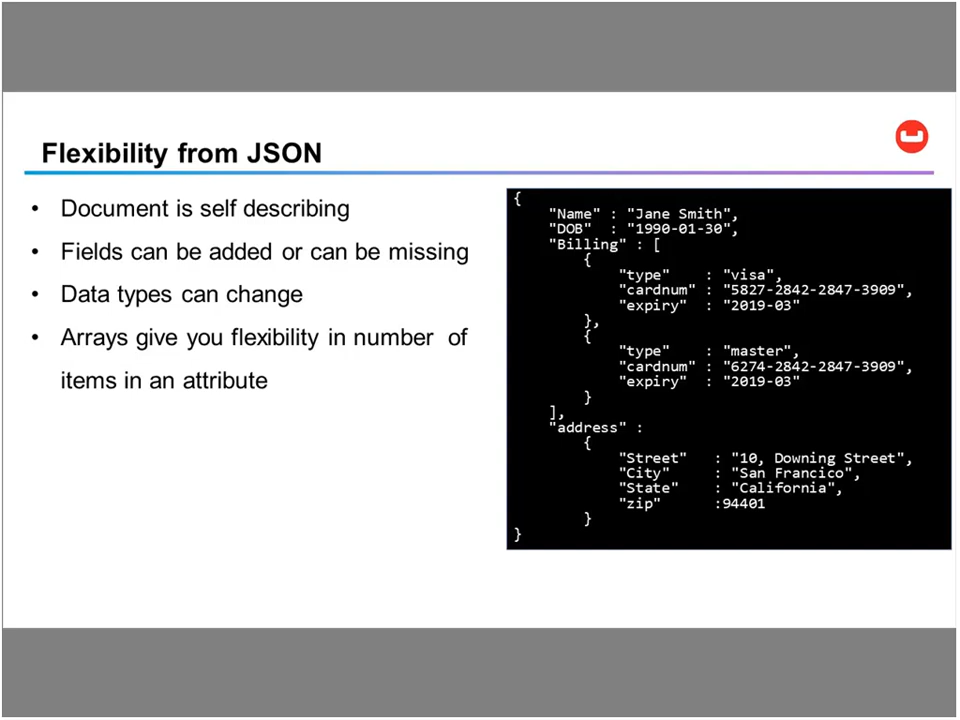 Flexibility from JSON
• Document is self describing
• Fields can be added or can be missing
• Data types can change
• Arrays give you flexibility in number of
items in an attribute
{
"Name" : "Jane Smith",
"DOB" : "1990-01-30",
"Billing" : [
{
"type" : "visa",
"cardnum" : "5827-2842-2847-3909",
"expiry" : "2019-03"
},
{
"type" : "master",
"cardnum" : "6274-2842-2847-3909",
"expiry" : "2019-03"
}
],
"address" :
{
"Street" : "10, Downing Street",
"City" : "San Francico",
"State" : "California",
"zip" :94401
}
}